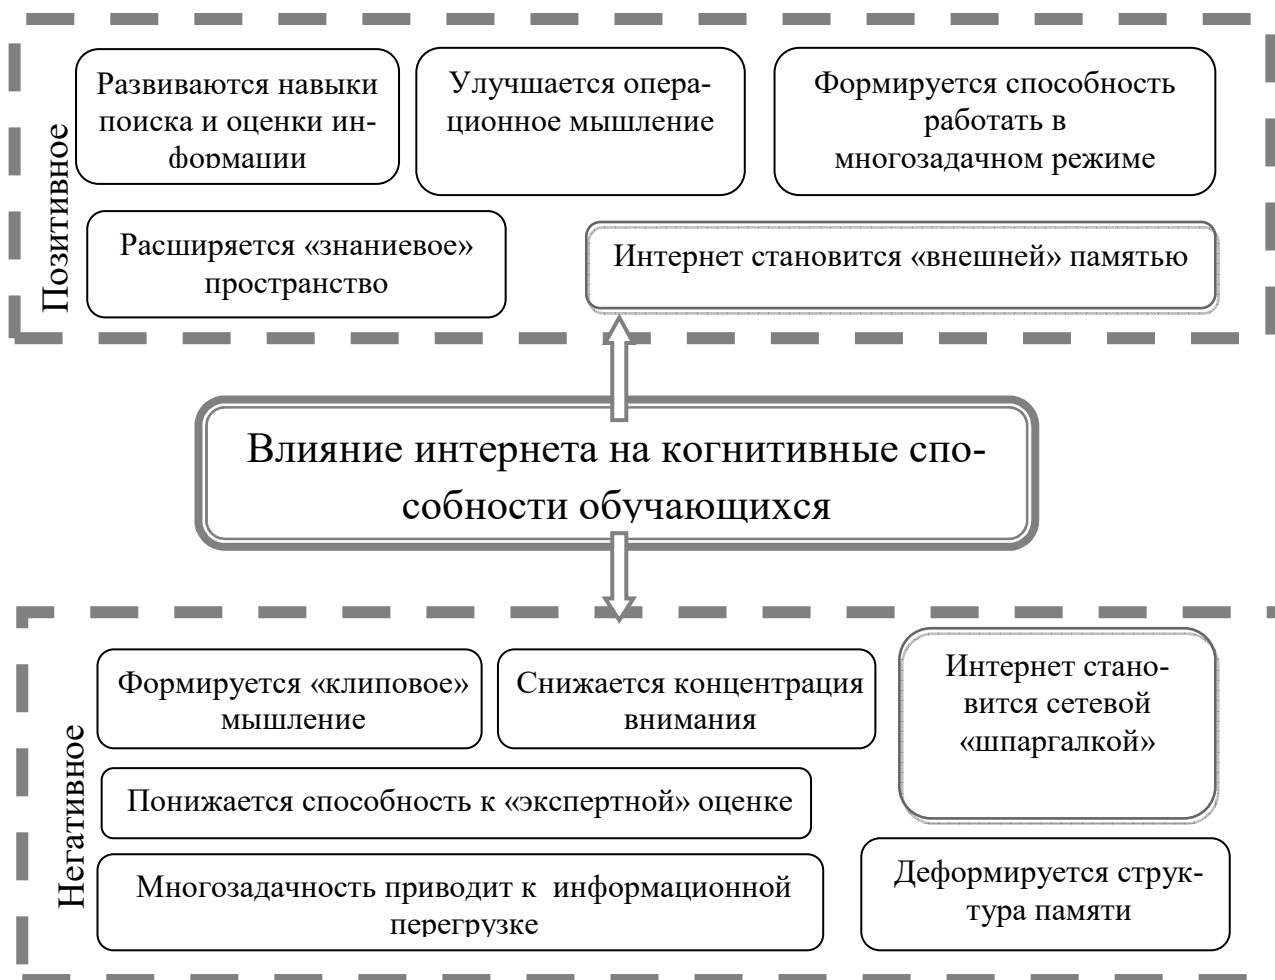 Позитивное
Развиваются навыки
поиска и оценки ин-
формации
Улучшается опера-
ционное мышление
Формируется способность
работать в
многозадачном режиме
Расширяется «знаниевое»
пространство
Интернет становится «внешней» памятью
Влияние интернета на когнитивные спо-
собности обучающихся
Негативное
Формируется «клиповое»
мышление
Снижается концентрация
внимания
Интернет стано-
вится сетевой
«шпаргалкой»
Понижается способность к «экспертной» оценке
Многозадачность приводит к информационной
перегрузке
Деформируется струк-
тура памяти